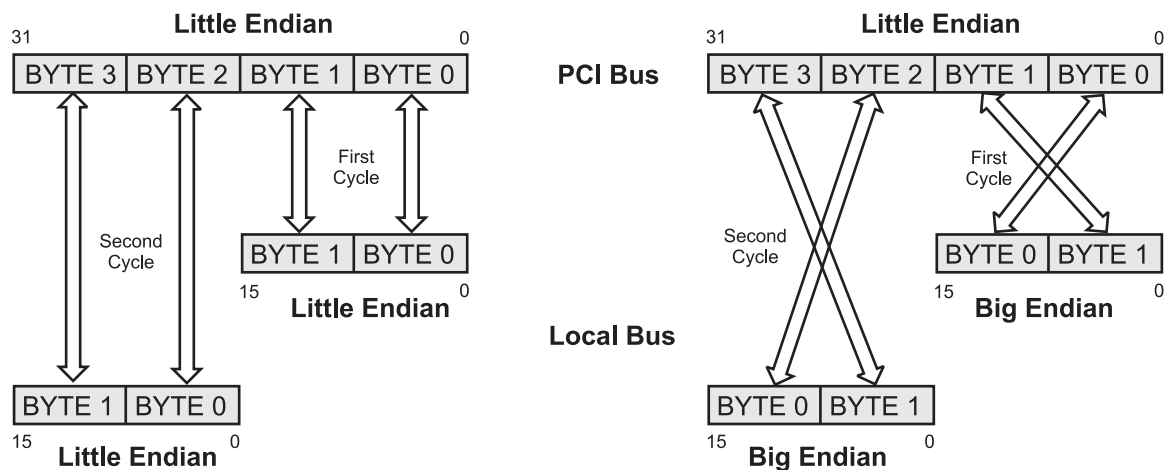 Little Endian
31 0
BYTE 3 BYTE 2 BYTE 1 BYTE 0
First
Cycle
Second
Cycle
BYTE 1 BYTE 0
15 0
Little Endian
BYTE 1 BYTE 0
15 0
Little Endian
PCI Bus
Local Bus
Little Endian
31 0
BYTE 3 BYTE 2 BYTE 1 BYTE 0
First
Cycle
Second
Cycle
BYTE 0 BYTE 1
15 0
Big Endian
BYTE 0 BYTE 1
15 0
Big Endian